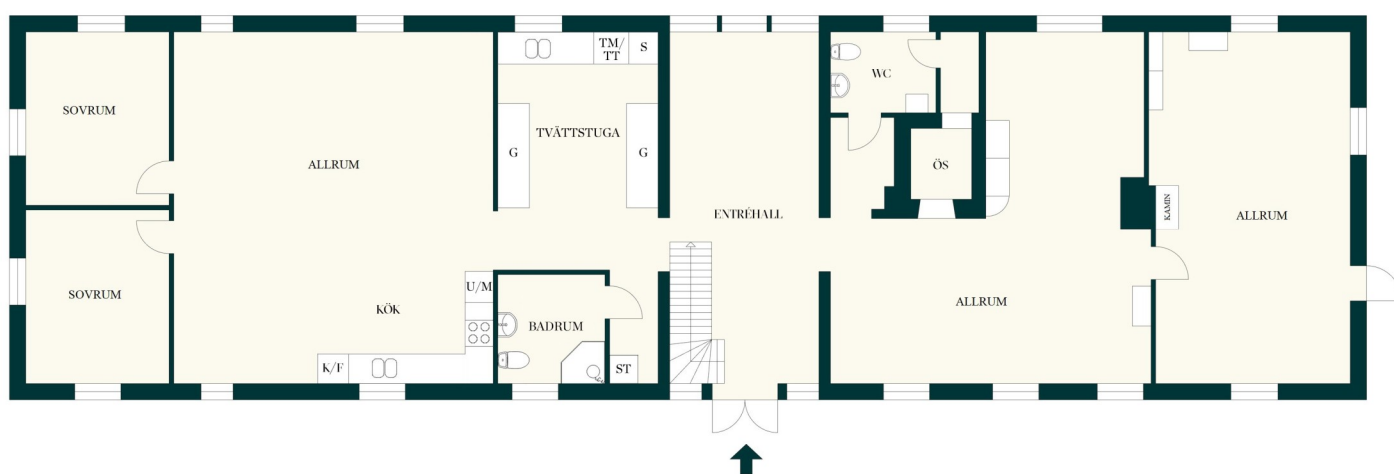 SOVRUM
ALLRUM
TVÄTTSTUGA
TM/
TT
S
G
G
ENTRÉHALL
WC
ÖS
KAMIN
ALLRUM
SOVRUM
KÖK
U/M
K/F
BADRUM
ST
ALLRUM